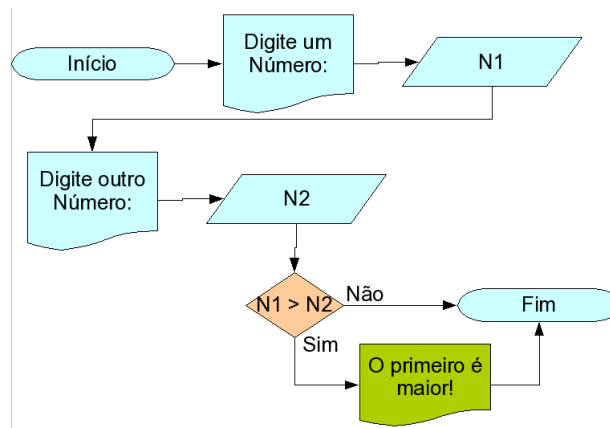 Início
Digite um
Número:
N1
Digite outro
Número:
N2
N1 > N2
Não
Sim
Fim
O primeiro é
maior!